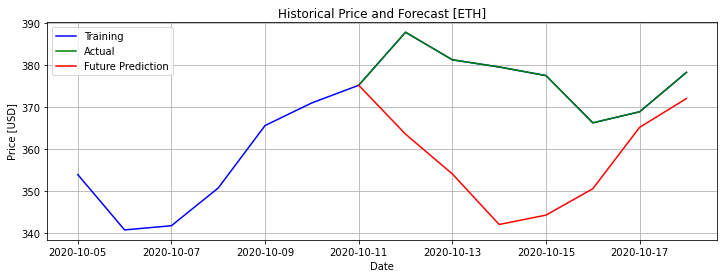 Historical Price and Forecast [ETH]
Training
Actual
Future Prediction
Price [USD]
390
380
370
360
350
340
2020-10-05
2020-10-07
2020-10-09
2020-10-11
2020-10-13
2020-10-15
2020-10-17
Date